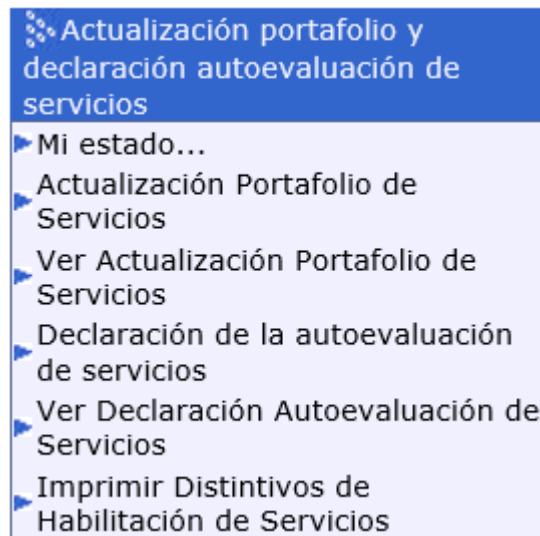 Actualización portafolio y
declaración autoevaluación de
servicios
Mi estado...
Actualización Portafolio de
Servicios
Ver Actualización Portafolio de
Servicios
Declaración de la autoevaluación
de servicios
Ver Declaración Autoevaluación de
Servicios
Imprimir Distintivos de
Habilitación de Servicios